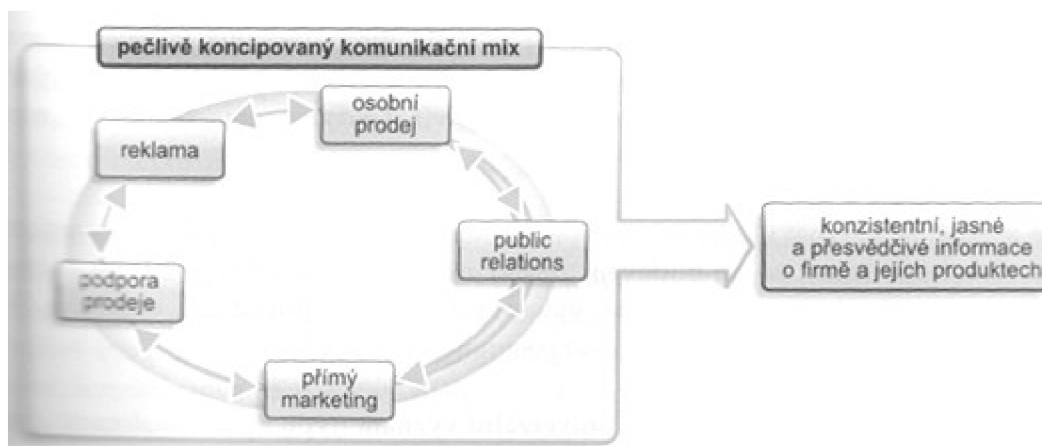 pečlivě koncipovaný komunikační mix
osobní
prodej
reklama
public
relations
podpora
prodeje
přímý
marketing
konzistentní, jasné
a přesvědčivé informace
o firmě a jejích produktech